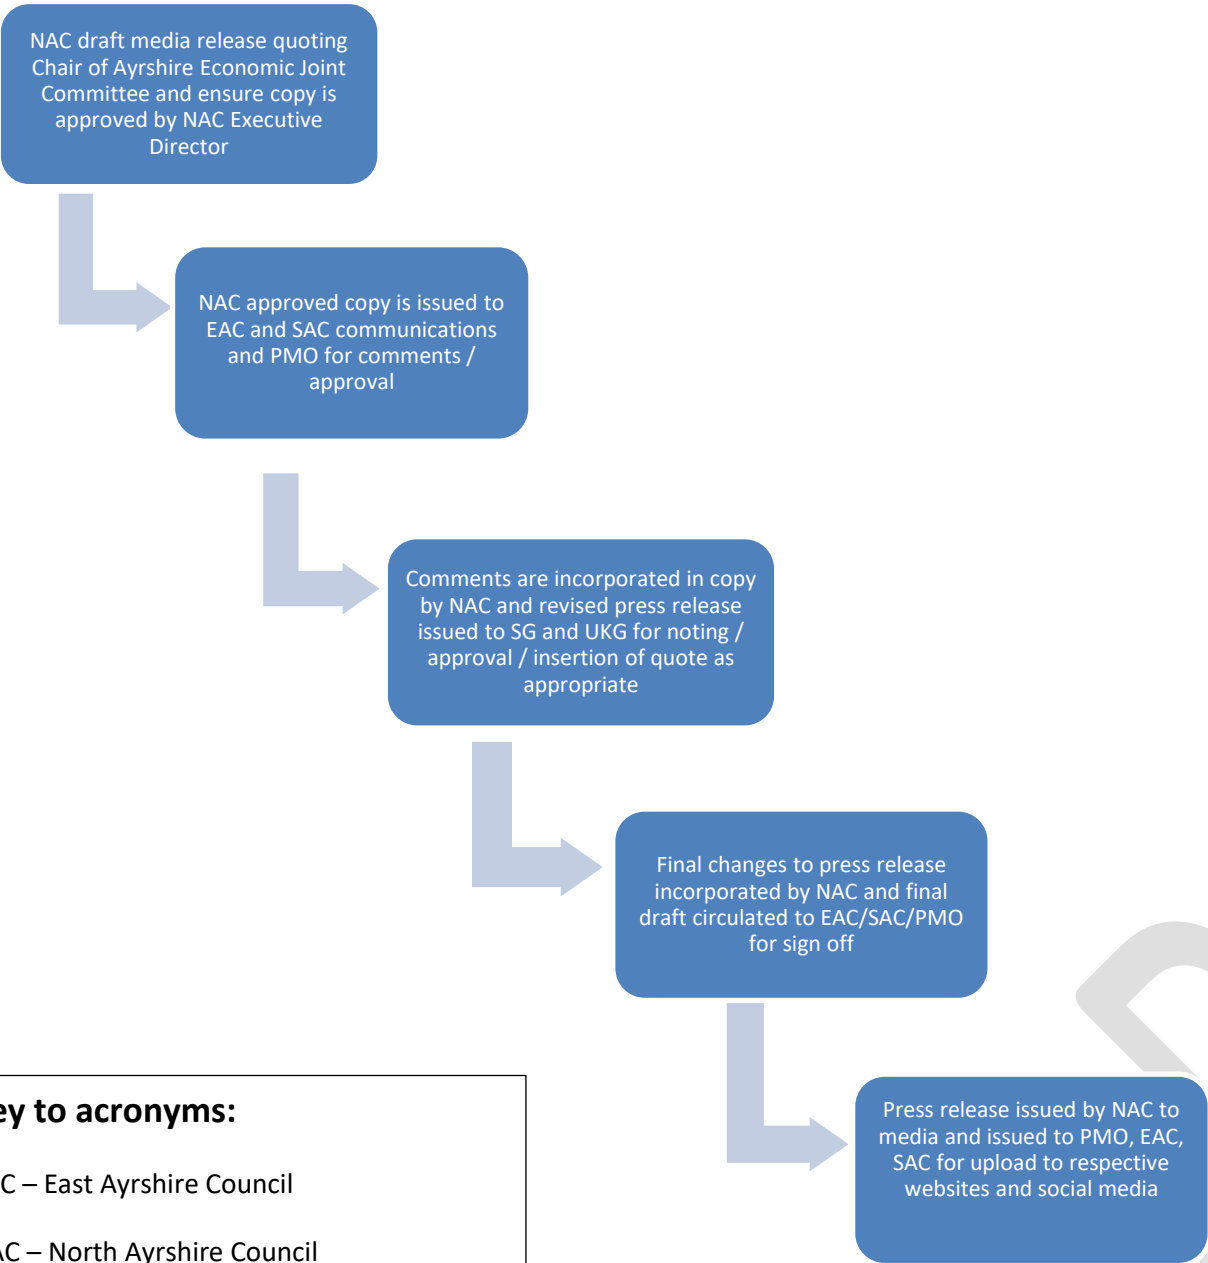 NAC draft media release quoting
Chair of Ayrshire Economic Joint
Committee and ensure copy is
approved by NAC Executive
Director
NAC approved copy is issued to
EAC and SAC communications
and PMO for comments /
approval
Comments are incorporated in copy
by NAC and revised press release
issued to SG and UKG for noting /
approval / insertion of quote as
appropriate
Final changes to press release
incorporated by NAC and final
draft circulated to EAC/SAC/PMO
for sign off
Press release issued by NAC to
media and issued to PMO, EAC,
SAC for upload to respective
websites and social media
ey to acronyms:
C – East Ayrshire Council
AC – North Ayrshire Council